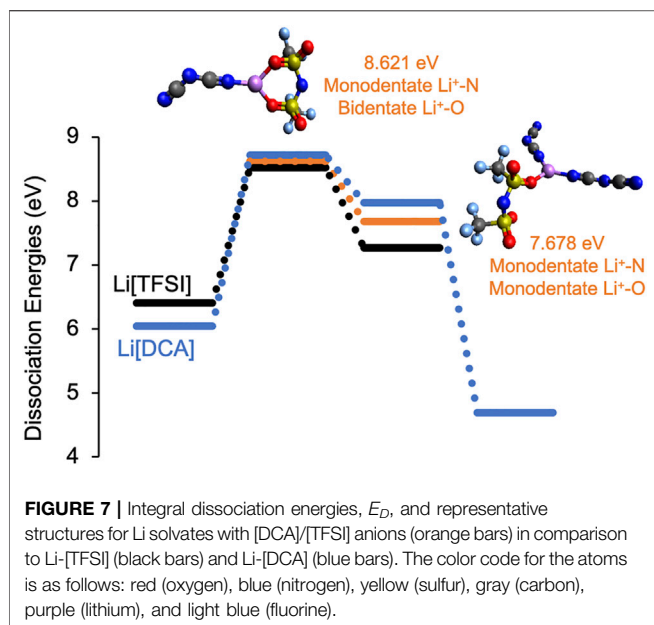 8.621 eV
Monodentate Li⁺-N
Bidentate Li⁺-O
9
8
7
6
5
4
Dissociation Energies (eV)
Li[TFSI]
Li[DCA]
7.678 eV
Monodentate Li⁺-N
Monodentate Li⁺-O
FIGURE 7 | Integral dissociation energies, E_D, and representative
structures for Li solvates with [DCA]/[TFSI] anions (orange bars) in comparison
to Li-[TFSI] (black bars) and Li-[DCA] (blue bars). The color code for the atoms
is as follows: red (oxygen), blue (nitrogen), yellow (sulfur), gray (carbon),
purple (lithium), and light blue (fluorine).